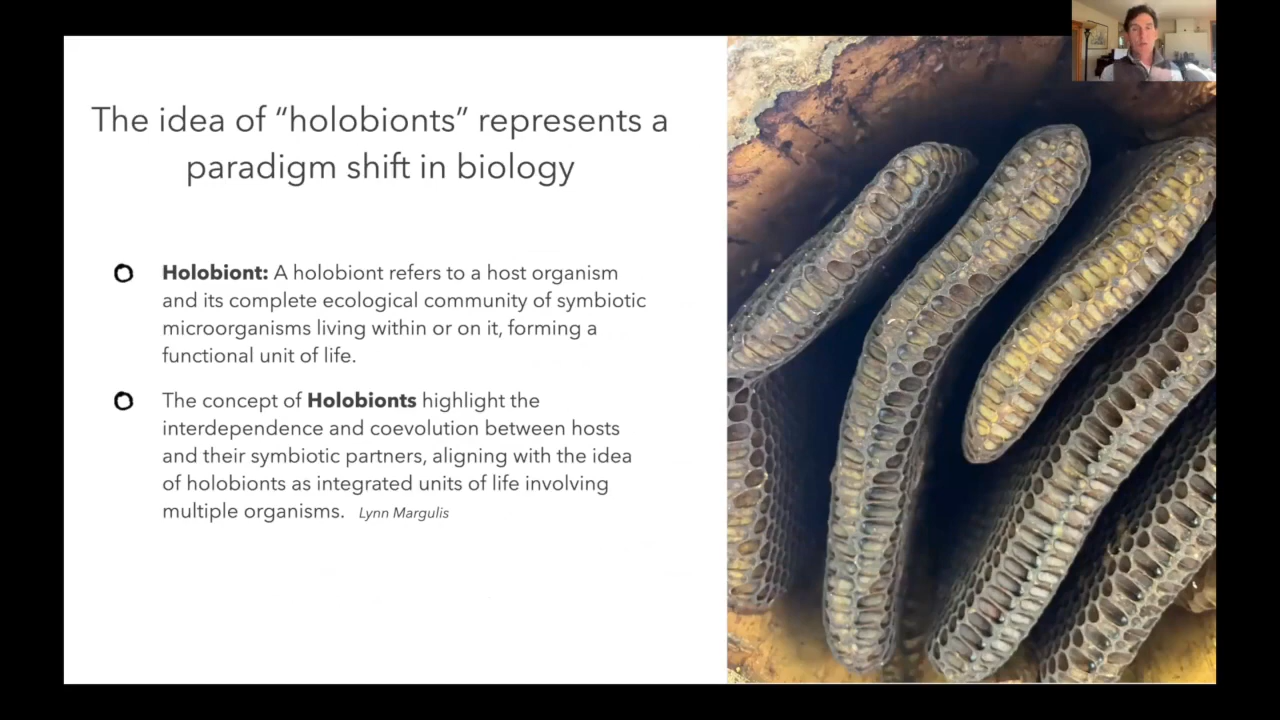 The idea of “holobionts” represents a
paradigm shift in biology
Holobiont: A holobiont refers to a host organism
and its complete ecological community of symbiotic
microorganisms living within or on it, forming a
functional unit of life.
The concept of Holobionts highlight the
interdependence and coevolution between hosts
and their symbiotic partners, aligning with the idea
of holobionts as integrated units of life involving
multiple organisms. Lynn Margulis